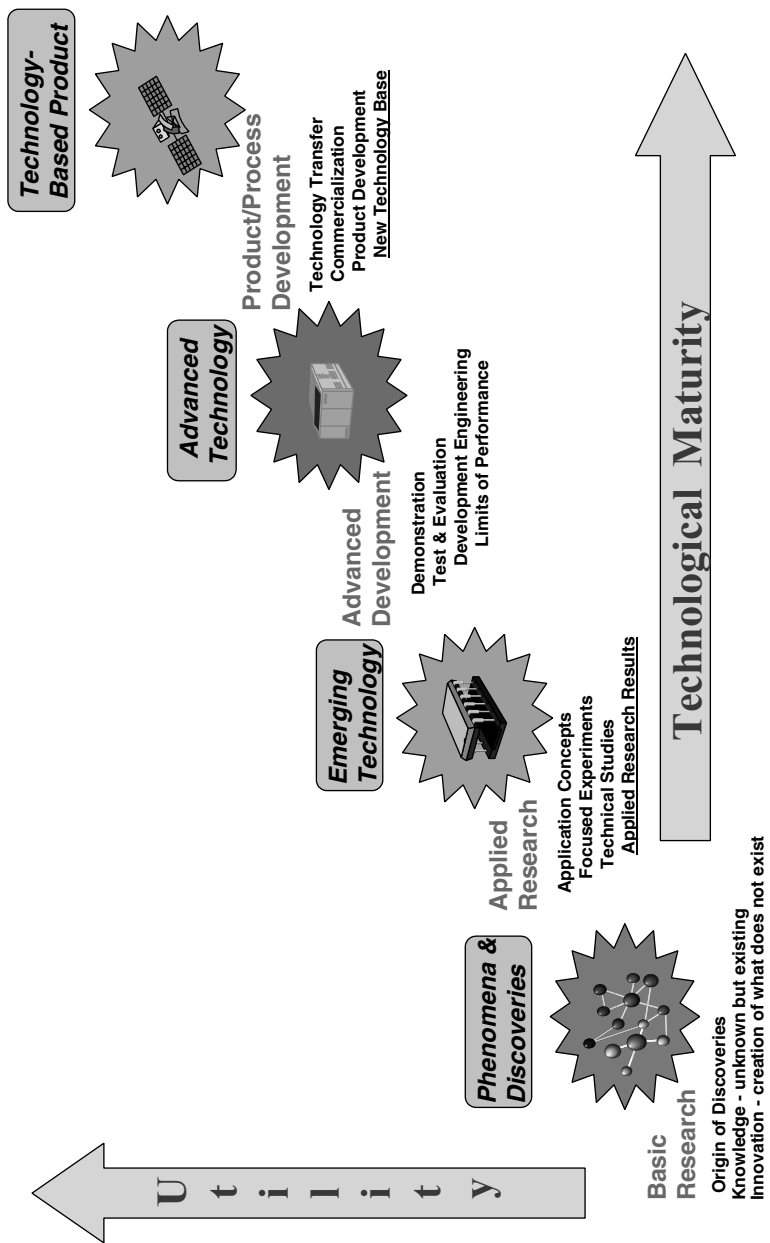 Technology-
Based Product
Product/Process
Development
Technology Transfer
Commercialization
Product Development
New Technology Base
Advanced
Technology
Advanced
Development
Demonstration
Test & Evaluation
Development Engineering
Limits of Performance
Emerging
Technology
Applied
Research
Application Concepts
Focused Experiments
Technical Studies
Applied Research Results
Phenomena &
Discoveries
Basic
Research
Origin of Discoveries
Knowledge - unknown but existing
Innovation - creation of what does not exist
Utility
Technological Maturity